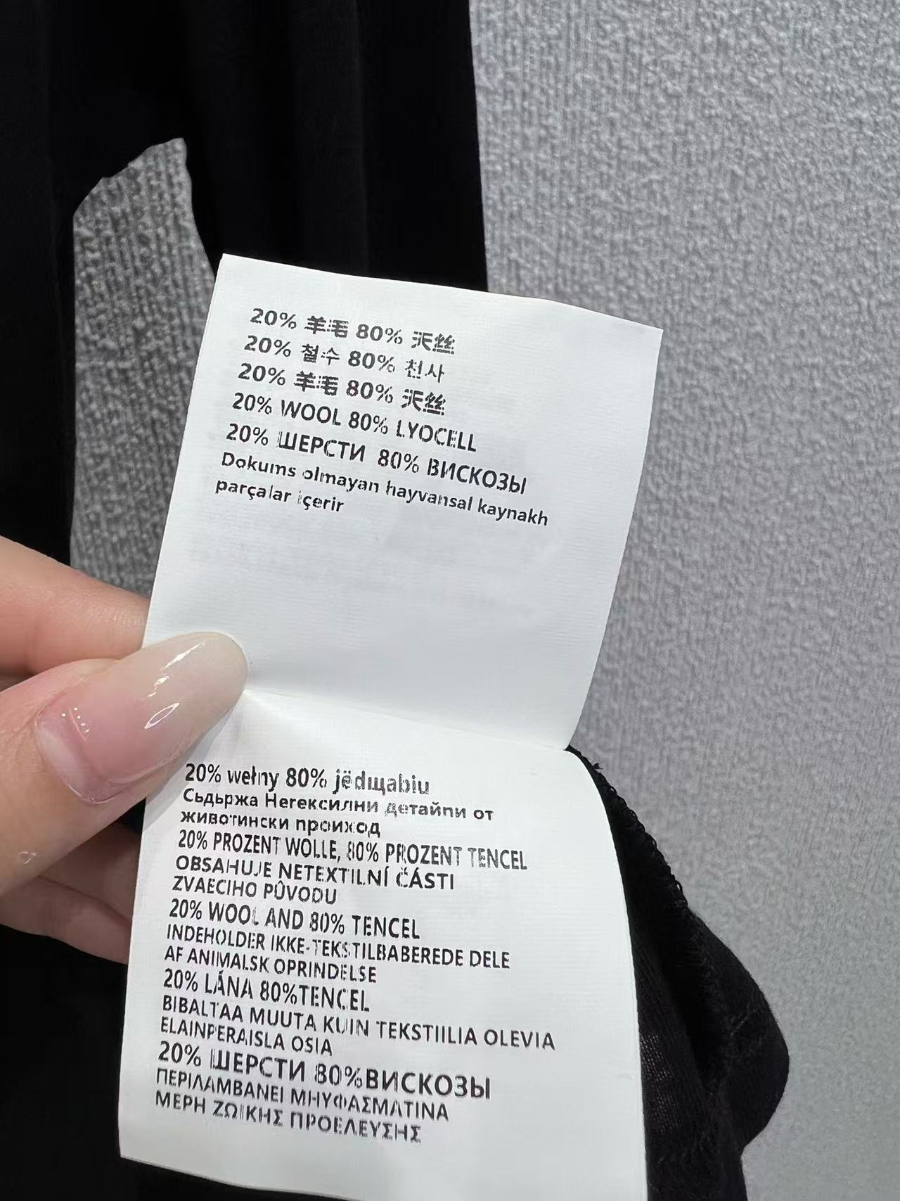 20% 羊毛 80% 天丝
20% 철수 80% 천사
20% 羊毛 80% 天丝
20% WOOL 80% LYOCELL
20% ШЕРСТИ 80% ВИСКОЗЫ
Dokums olmayan hayvansal kaynakh
parçalar içerir
20% wełny 80% jëdщabiu
Сьдьржа Негексилни детайпи от
животински происход
20% PROZENT WOLLE, 80% PROZENT TENCEL
OBSAHUJE NETEXTILNÍ ČÁSTI
ZVAECIHO PŮVODU
20% WOOL AND 80% TENCEL
INDEHOLDER IKKE-TEKSTILBABEREDE DELE
AF ANIMALSK OPRINDELSE
20% LÁNA 80%TENCEL
BIBALTAA MUUTA KUIN TEKSTIILIA OLEVIA
ELAINPERAISLA OSIA
20% ШЕРСТИ 80%ВИСКОЗЫ
ΠΕΡΙΛΑΜΒΑΝΕΙ ΜΗΥΦΑΣΜΑΤΙΝΑ
ΜΕΡΗ ΖΩΙΚΗΣ ΠΡΟΕΛΕΥΣΗΣ